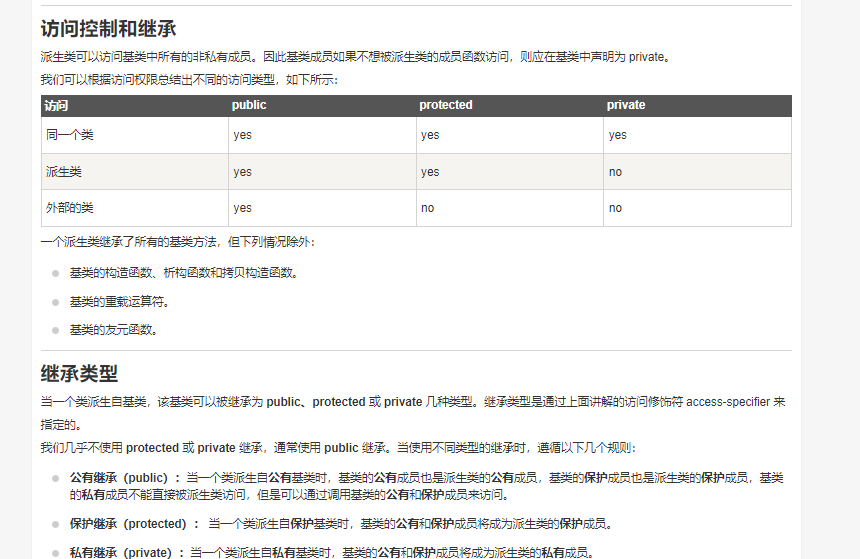 访问控制和继承
派生类可以访问基类中所有的非私有成员。因此基类成员如果不想被派生类的成员函数访问，则应在基类中声明为 private。
我们可以根据访问权限总结出不同的访问类型，如下所示：
访问 public protected private
同一个类 yes yes yes
派生类 yes yes no
外部的类 yes no no
一个派生类继承了所有的基类方法，但下列情况除外：
基类的构造函数、析构函数和拷贝构造函数。
基类的重载运算符。
基类的友元函数。
继承类型
当一个类派生自基类，该基类可以被继承为 public、protected 或 private 几种类型。继承类型是通过上面讲解的访问修饰符 access-specifier 来
指定的。
我们几乎不使用 protected 或 private 继承，通常使用 public 继承。当使用不同类型的继承时，遵循以下几个规则：
公有继承（public）：当一个类派生自公有基类时，基类的公有成员也是派生类的公有成员，基类的保护成员也是派生类的保护成员，基类
的私有成员不能直接被派生类访问，但是可以通过调用基类的公有和保护成员来访问。
保护继承（protected）： 当一个类派生自保护基类时，基类的公有和保护成员将成为派生类的保护成员。
私有继承（private）：当一个类派生自私有基类时，基类的公有和保护成员将成为派生类的私有成员。